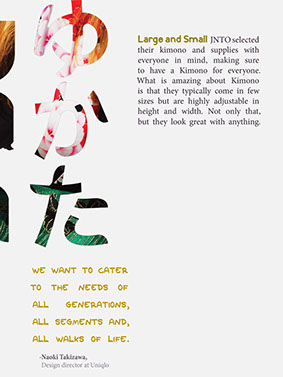 ゆかた
Large and Small JNTO selected
their kimono and supplies with
everyone in mind, making sure
to have a Kimono for everyone.
What is amazing about Kimono
is that they typically come in few
sizes but are highly adjustable in
height and width. Not only that,
but they look great with anything.
WE WANT TO CATER
TO THE NEEDS OF
ALL GENERATIONS,
ALL SEGMENTS AND,
ALL WALKS OF LIFE.
-Naoki Takizawa,
Design director at Uniqlo